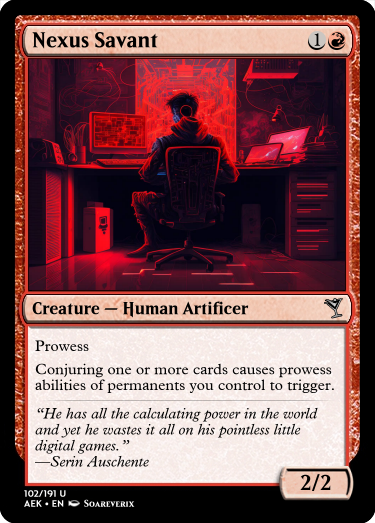 Nexus Savant 1
Creature — Human Artificer
Prowess
Conjuring one or more cards causes prowess
abilities of permanents you control to trigger.
“He has all the calculating power in the world
and yet he wastes it all on his pointless little
digital games.”
—Serin Auschente
2/2
102/191 U
AEK • EN Soareverix